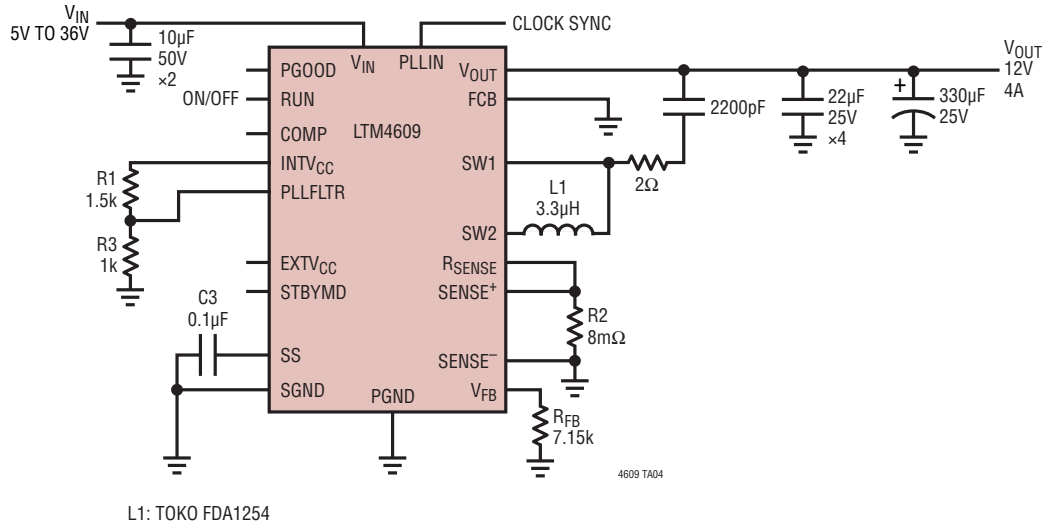 VIN
5V TO 36V
10µF
50V
×2
CLOCK SYNC
VIN
PLLIN
PGOOD
VOUT
ON/OFF
RUN
FCB
COMP
LTM4609
INTVCC
SW1
PLLFLTR
R1
1.5k
R3
1k
SW2
L1
3.3µH
2Ω
2200pF
22µF
25V
×4
+
330µF
25V
VOUT
12V
4A
EXTVCC
RSENSE
STBYMD
SENSE+
R2
8mΩ
C3
0.1µF
SS
SENSE–
SGND
PGND
VFB
RFB
7.15k
4609 TA04
L1: TOKO FDA1254